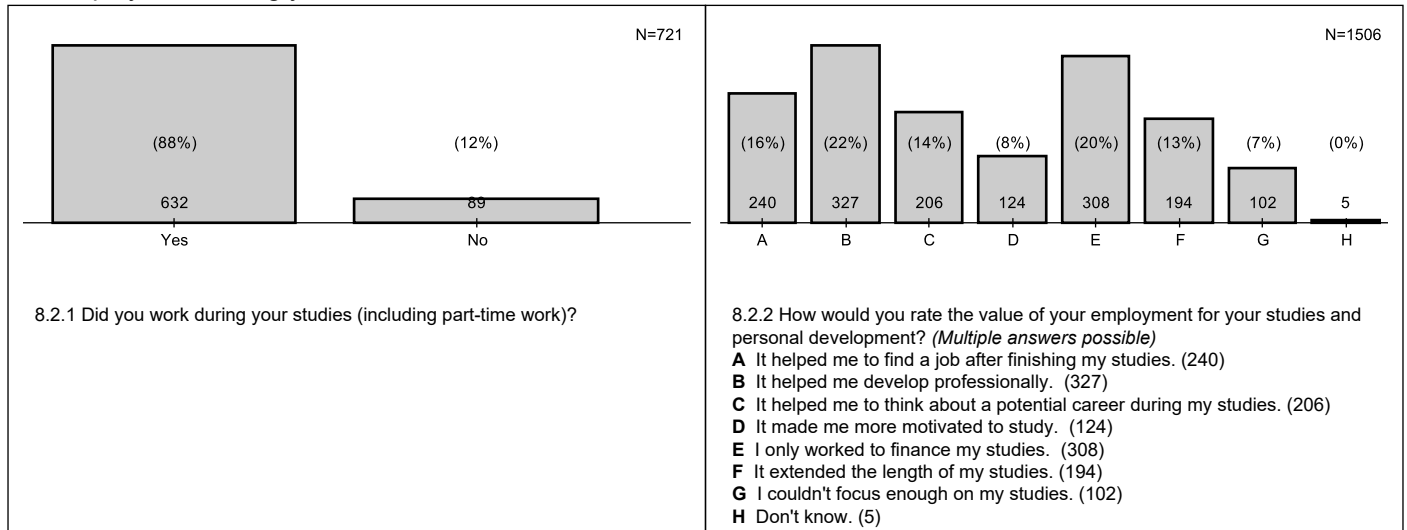 N=721
(88%) (12%)
632 89
Yes No
8.2.1 Did you work during your studies (including part-time work)?
N=1506
(16%) (22%) (14%) (8%) (20%) (13%) (7%) (0%)
240 327 206 124 308 194 102 5
A B C D E F G H
8.2.2 How would you rate the value of your employment for your studies and
personal development? (Multiple answers possible)
A It helped me to find a job after finishing my studies. (240)
B It helped me develop professionally. (327)
C It helped me to think about a potential career during my studies. (206)
D It made me more motivated to study. (124)
E I only worked to finance my studies. (308)
F It extended the length of my studies. (194)
G I couldn't focus enough on my studies. (102)
H Don't know. (5)